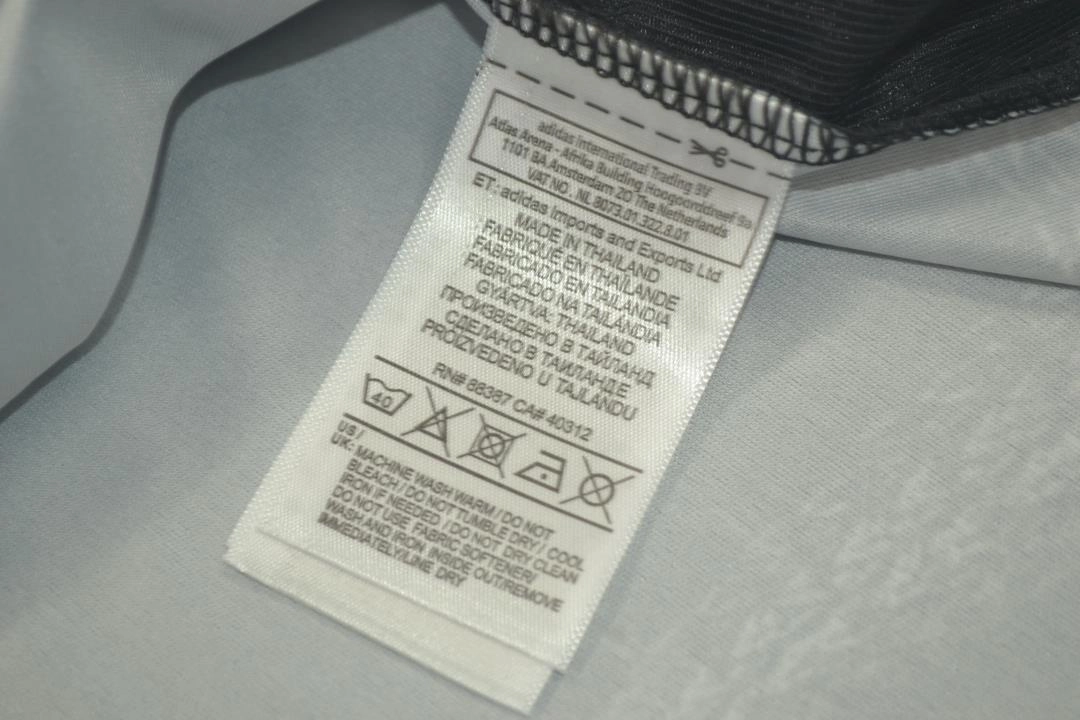 adidas International Trading BV
Atlas Arena - Afrika Building Hoogoorddreef 9a
1101 BA Amsterdam ZO The Netherlands
VAT NO. NL 8073.01.322.B.01
ET: adidas Imports and Exports Ltd
MADE IN THAILAND
FABRIQUÉ EN THAÏLANDE
FABRICADO EN TAILANDIA
FABRICADO NA TAILÂNDIA
GYÁRTVA: THAILAND
ПРОИЗВЕДЕНО В ТАЙЛАНД
СДЕЛАНО В ТАИЛАНДЕ
PROIZVEDENO U TAJLANDU
RN# 88387 CA# 40312
40
US /
UK: MACHINE WASH WARM / DO NOT
BLEACH / DO NOT TUMBLE DRY / COOL
IRON IF NEEDED / DO NOT DRY CLEAN
DO NOT USE FABRIC SOFTENER/
WASH AND IRON INSIDE OUT/REMOVE
IMMEDIATELY/LINE DRY